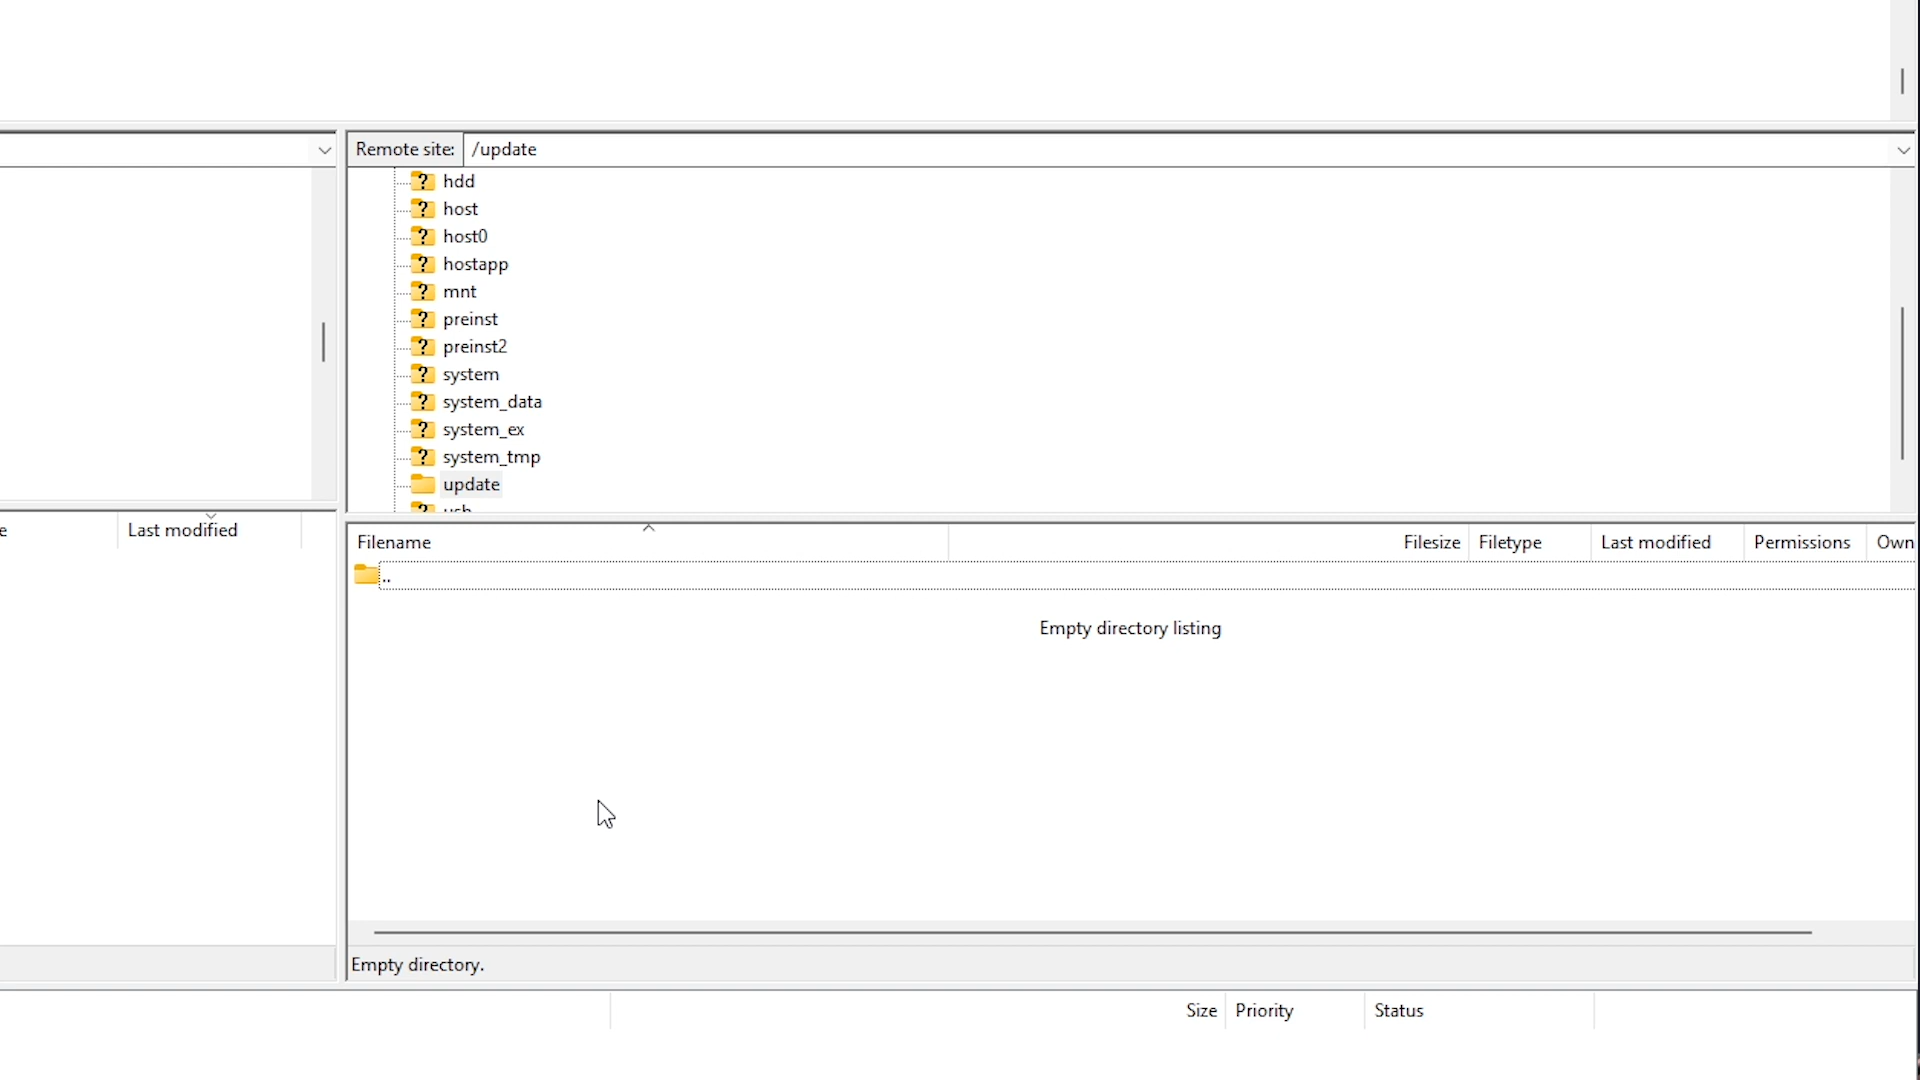 Remote site: /update
hdd
host
host0
hostapp
mnt
preinst
preinst2
system
system_data
system_ex
system_tmp
update
usb
e Last modified
Filename Filesize Filetype Last modified Permissions Own
..
Empty directory listing
Empty directory.
Size Priority Status